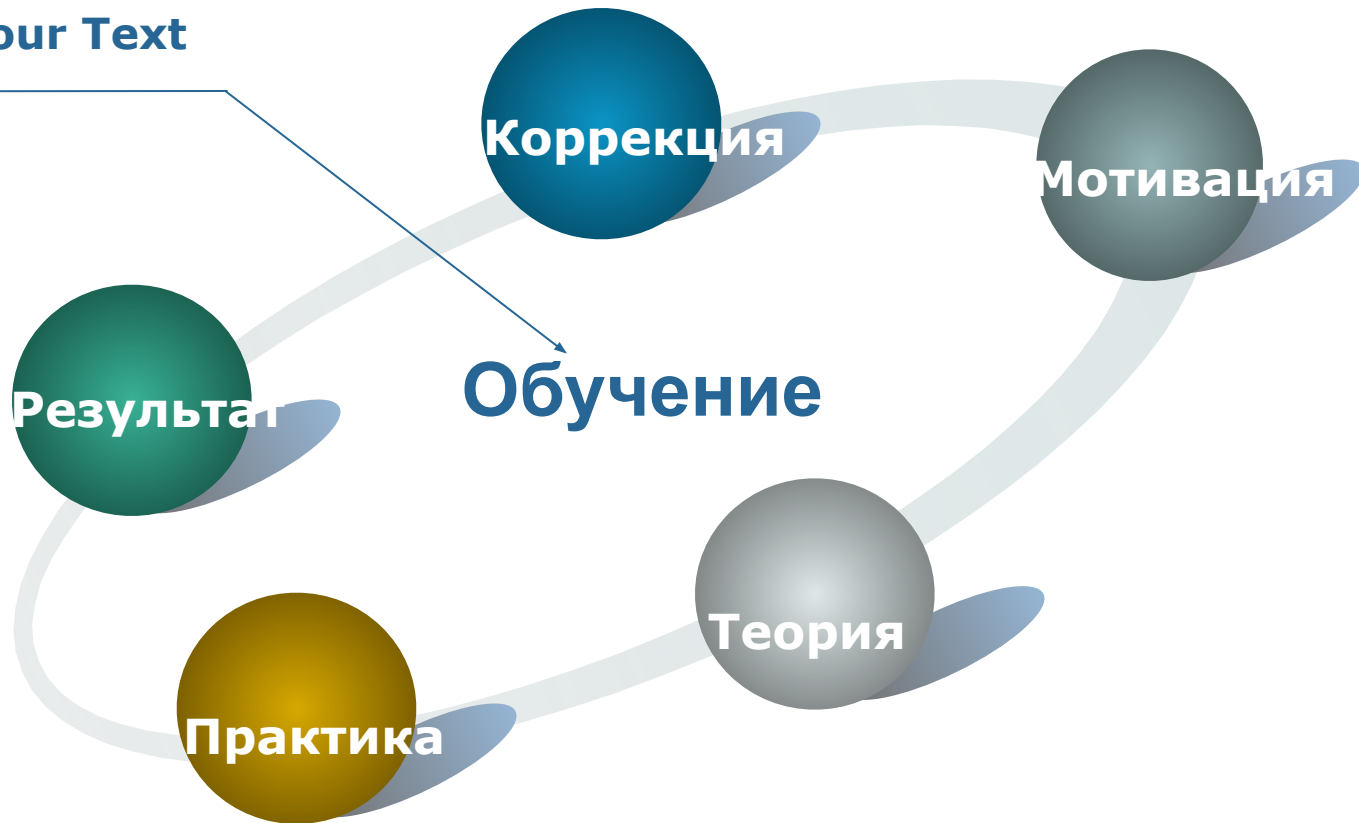 our Text
Коррекция
Мотивация
Результат
Обучение
Теория
Практика